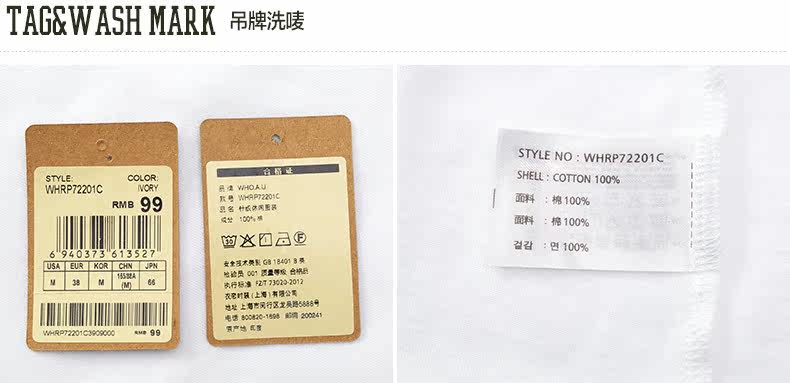 TAG&WASH MARK 吊牌洗唛
STYLE: COLOR:
WHRP72201C IVORY
RMB 99
6 940373 613527
USA EUR KOR CHN JPN
M 38 M 165/88A (M) 66
WHRP72201C3909000 RMB 99
合格证
品牌 WHO.A.U
款号 WHRP72201C
品名 针织休闲套装
成份 100% 棉
安全技术类别 GB 18401 B 类
检验员 001 质量等级 合格品
执行标准 FZ/T 73020-2012
衣恋时装(上海)有限公司
地址 上海市闵行区龙吴路5888号
电话 800820-1698 邮编 200241
原产地 印度
STYLE NO : WHRP72201C
SHELL : COTTON 100%
面料 : 棉 100%
面料 : 棉 100%
겉감 : 면 100%